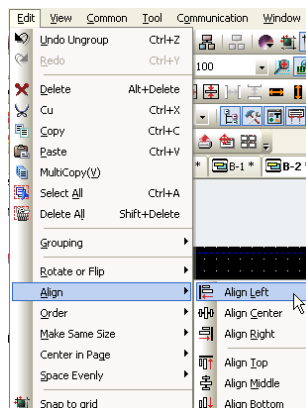 Edit View Common Tool Communication Window
Undo Ungroup Ctrl+Z
Redo Ctrl+Y
100
Delete Alt+Delete
Cu Ctrl+X
Copy Ctrl+C
Paste Ctrl+V
MultiCopy(V)
* B-1 * B-2 *
Select All Ctrl+A
Delete All Shift+Delete
Grouping
Rotate or Flip
Align Align Left
Order Align Center
Make Same Size Align Right
Center in Page Align Top
Space Evenly Align Middle
Snap to grid Align Bottom